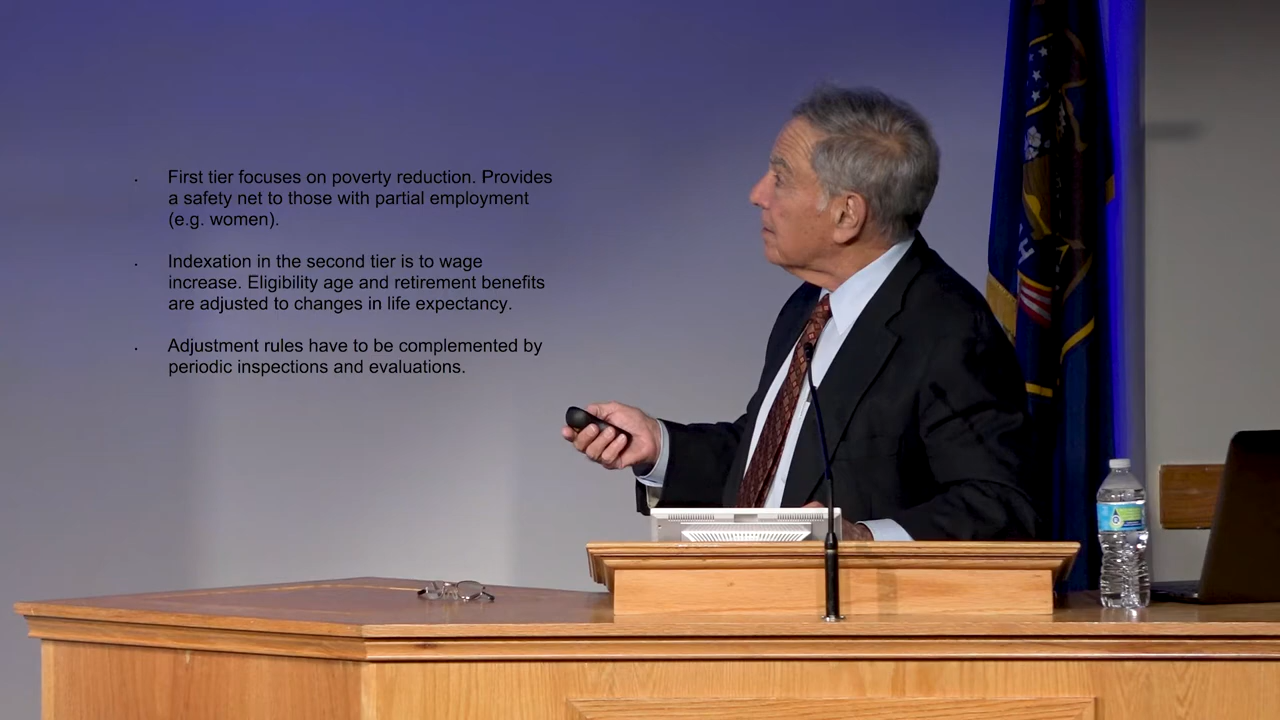 First tier focuses on poverty reduction. Provides
a safety net to those with partial employment
(e.g. women).
Indexation in the second tier is to wage
increase. Eligibility age and retirement benefits
are adjusted to changes in life expectancy.
Adjustment rules have to be complemented by
periodic inspections and evaluations.